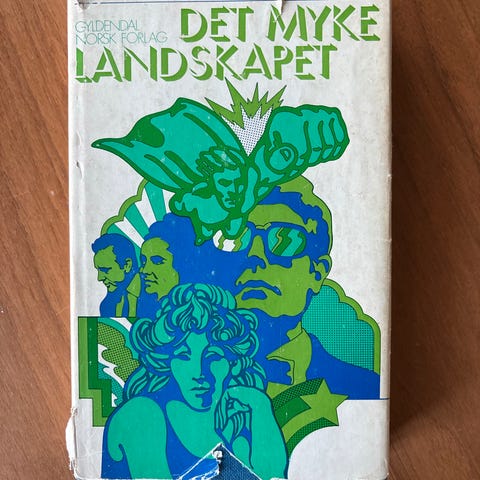 GYLDENDAL
NORSK FORLAG
DET MYKE
LANDSKAPET